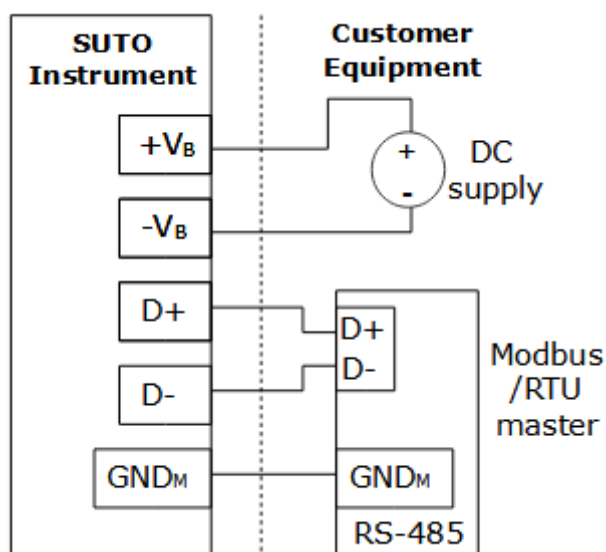 SUTO
Instrument
Customer
Equipment
+VB
-VB
+
-
DC
supply
D+
D-
GNDM
D+
D-
GNDM
RS-485
Modbus
/RTU
master